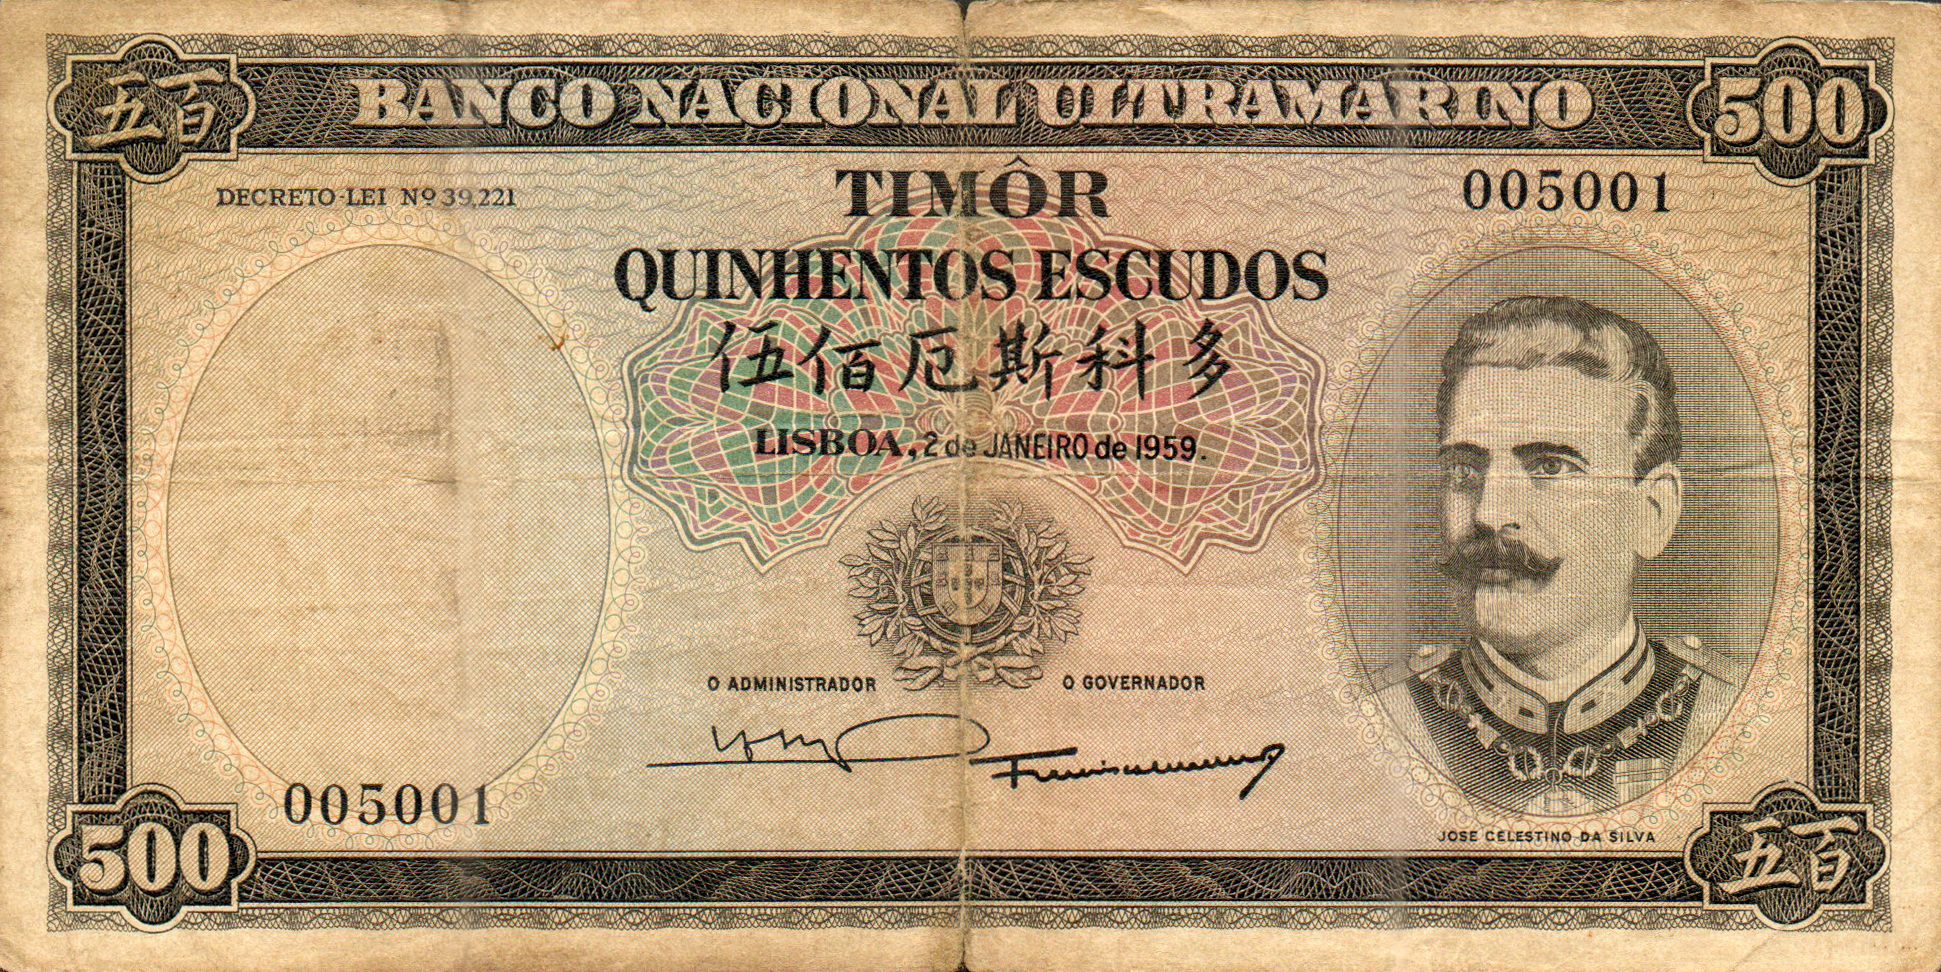 五百
BANCO NACIONAL ULTRAMARINO
500
DECRETO-LEI Nº 39,221
TIMÔR
005001
QUINHENTOS ESCUDOS
伍佰厄斯科多
LISBOA, 2 de JANEIRO de 1959.
O ADMINISTRADOR
O GOVERNADOR
005001
JOSE CELESTINO DA SILVA
500
五百